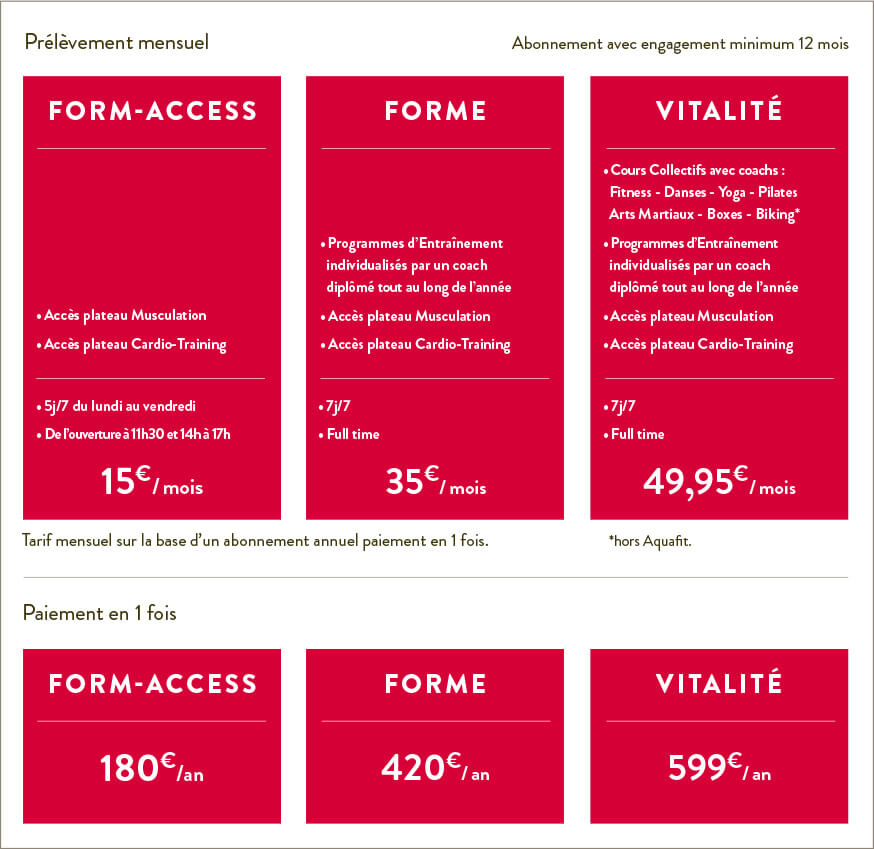 Prélèvement mensuel
Abonnement avec engagement minimum 12 mois
FORM-ACCESS
• Accès plateau Musculation
• Accès plateau Cardio-Training
• 5j/7 du lundi au vendredi
• De l’ouverture à 11h30 et 14h à 17h
15€/ mois
FORME
• Programmes d’Entraînement
individualisés par un coach
diplômé tout au long de l’année
• Accès plateau Musculation
• Accès plateau Cardio-Training
• 7j/7
• Full time
35€/ mois
VITALITÉ
• Cours Collectifs avec coachs :
Fitness - Danses - Yoga - Pilates
Arts Martiaux - Boxes - Biking*
• Programmes d’Entraînement
individualisés par un coach
diplômé tout au long de l’année
• Accès plateau Musculation
• Accès plateau Cardio-Training
• 7j/7
• Full time
49,95€/ mois
Tarif mensuel sur la base d’un abonnement annuel paiement en 1 fois.
*hors Aquafit.
Paiement en 1 fois
FORM-ACCESS
180€/an
FORME
420€/ an
VITALITÉ
599€/ an